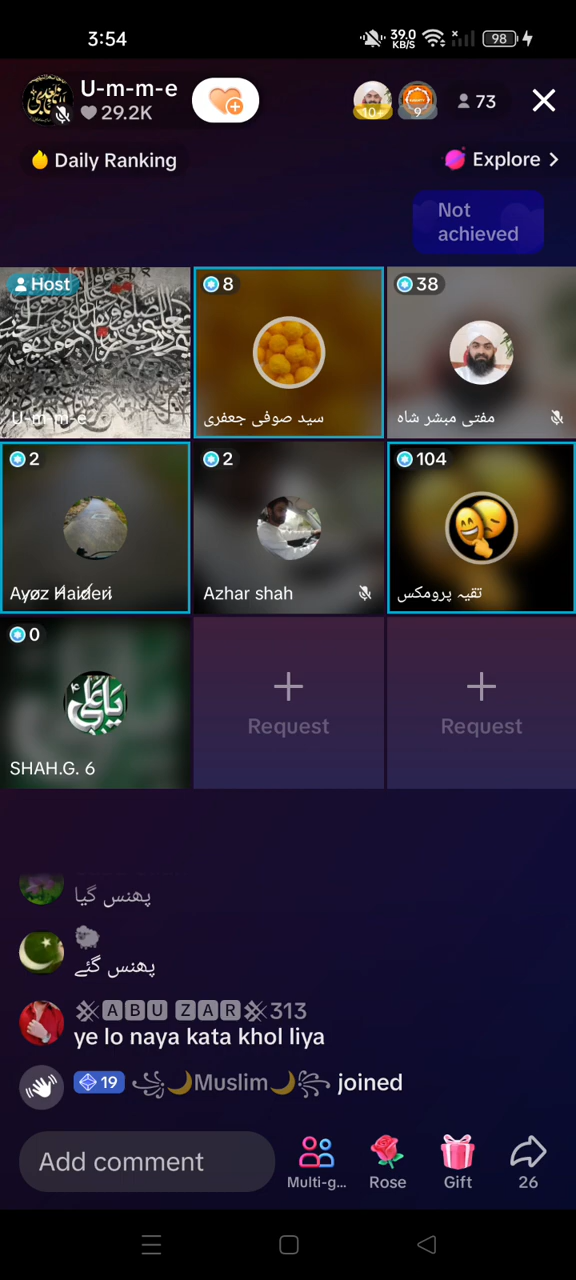 3:54
39.0
KB/S
98
U-m-m-e
29.2K
10
9
73
Daily Ranking
Explore >
Not
achieved
Host
U-m-m-e
8
سید صوفی جعفری
38
مفتی مبشر شاہ
2
Ayøz Haideri
2
Azhar shah
104
تقیہ پرومکس
0
SHAH.G. 6
Request
Request
پھنس گیا
پھنس گئے
ABU ZAR 313
ye lo naya kata khol liya
19 Muslim joined
Add comment
Multi-g...
Rose
Gift
26